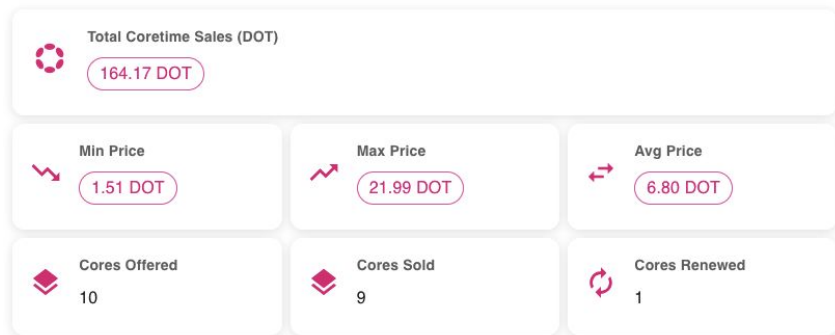 Total Coretime Sales (DOT)
164.17 DOT
Min Price
1.51 DOT
Max Price
21.99 DOT
Avg Price
6.80 DOT
Cores Offered
10
Cores Sold
9
Cores Renewed
1